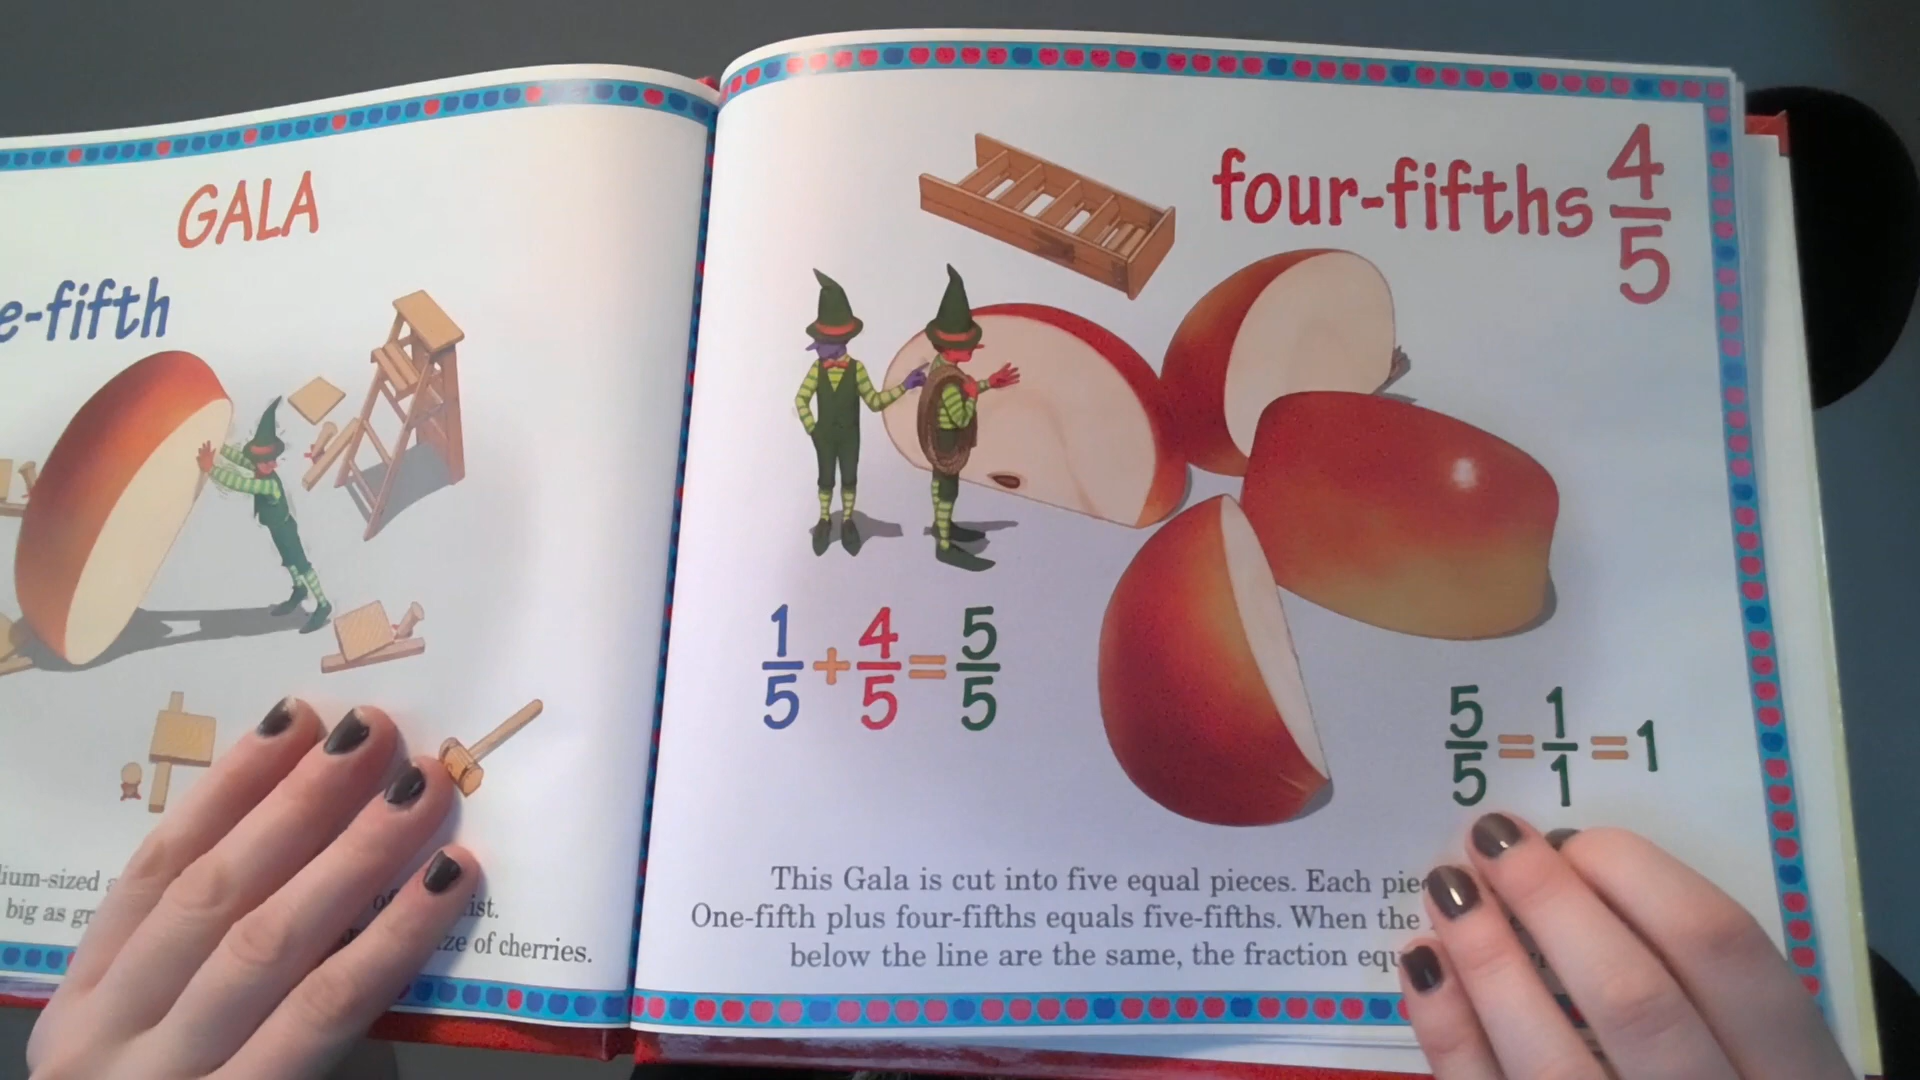 GALA
e-fifth
ium-sized
big as gr
ist.
ze of cherries.
four-fifths 4/5
1/5 + 4/5 = 5/5
5/5 = 1/1 = 1
This Gala is cut into five equal pieces. Each pie
One-fifth plus four-fifths equals five-fifths. When the
below the line are the same, the fraction equ